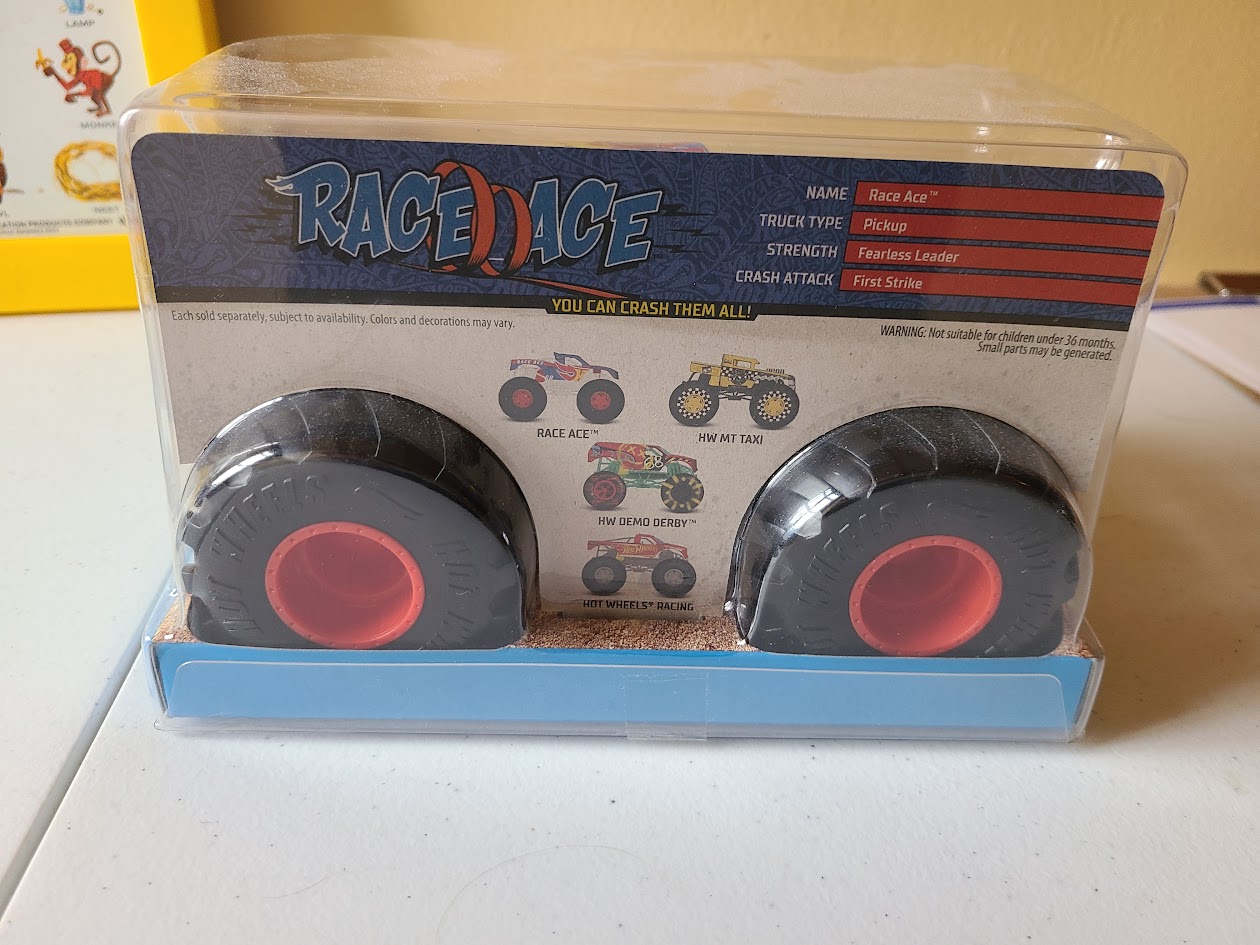 LAMP
RACE ACE
NAME Race Ace™
TRUCK TYPE Pickup
STRENGTH Fearless Leader
CRASH ATTACK First Strike
YOU CAN CRASH THEM ALL!
Each sold separately, subject to availability. Colors and decorations may vary.
WARNING: Not suitable for children under 36 months.
Small parts may be generated.
RACE ACE™
HW MT TAXI
HW DEMO DERBY™
HOT WHEELS® RACING
HOT WHEELS
WHEELS